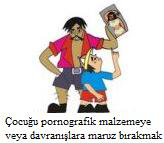 Çocuğu pornografik malzemeye
veya davranışlara maruz bırakmak